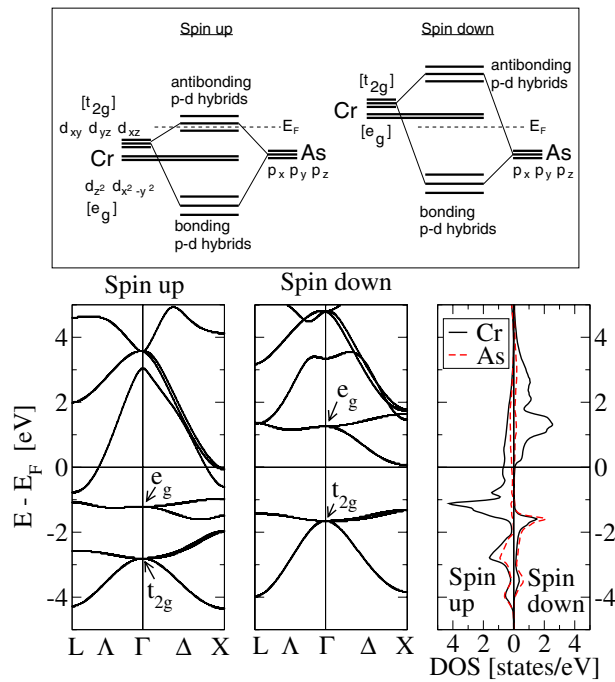 Spin up
Spin down
[t2g]
dxy dyz dxz
Cr
dz² dx²-y²
[eg]
antibonding
p-d hybrids
EF
As
px py pz
bonding
p-d hybrids
[t2g]
Cr
[eg]
antibonding
p-d hybrids
EF
As
px py pz
bonding
p-d hybrids
Spin up
Spin down
E - EF [eV]
4
2
0
-2
-4
eg
t2g
L Λ Γ Δ X
eg
t2g
L Λ Γ Δ X
Cr
As
Spin
up
Spin
down
4
2
0
-2
-4
4 2 0 2 4
DOS [states/eV]